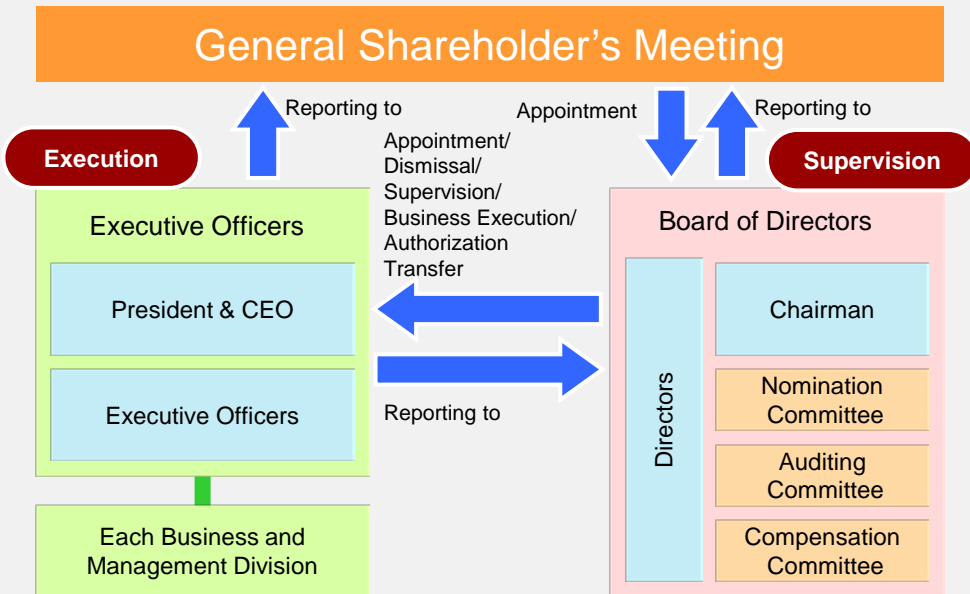 General Shareholder’s Meeting
Reporting to
Appointment
Reporting to
Execution
Appointment/
Dismissal/
Supervision/
Business Execution/
Authorization
Transfer
Supervision
Executive Officers
President & CEO
Executive Officers
Reporting to
Board of Directors
Directors
Chairman
Nomination
Committee
Auditing
Committee
Compensation
Committee
Each Business and
Management Division